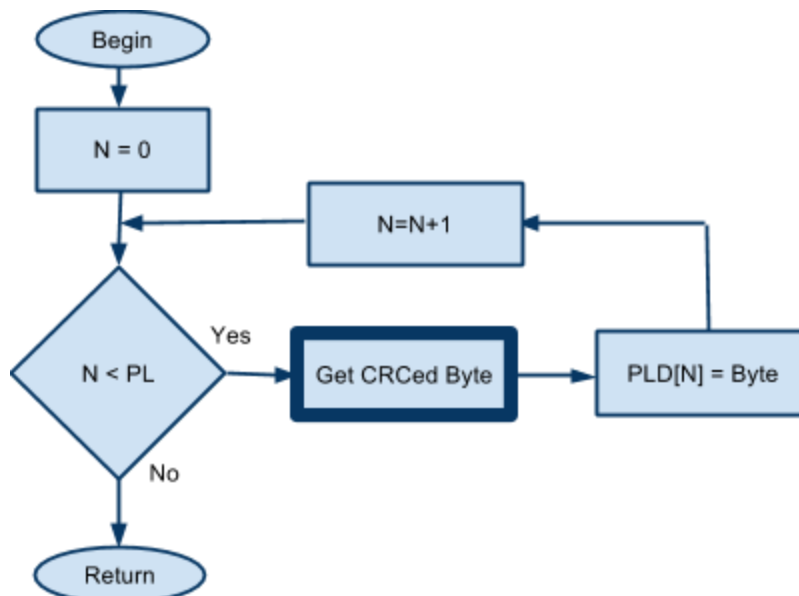 Begin
N = 0
N=N+1
N < PL
Yes
Get CRCed Byte
PLD[N] = Byte
No
Return